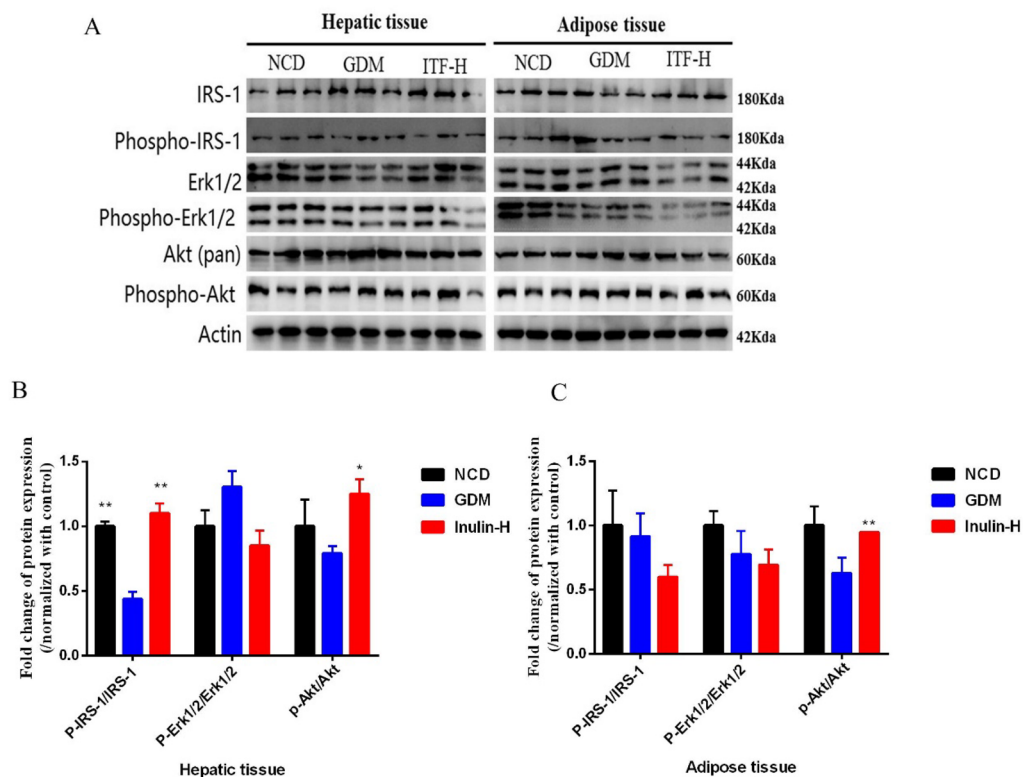 A
Hepatic tissue
Adipose tissue
NCD GDM ITF-H
NCD GDM ITF-H
IRS-1
180Kda
Phospho-IRS-1
180Kda
Erk1/2
44Kda
42Kda
Phospho-Erk1/2
44Kda
42Kda
Akt (pan)
60Kda
Phospho-Akt
60Kda
Actin
42Kda
B
Fold change of protein expression
(/normalized with control)
1.5
1.0
0.5
0.0
**
**
*
NCD
GDM
Inulin-H
P-IRS-1/IRS-1
P-Erk1/2/Erk1/2
p-Akt/Akt
Hepatic tissue
C
Fold change of protein expression
(/normalized with control)
1.5
1.0
0.5
0.0
**
NCD
GDM
Inulin-H
P-IRS-1/IRS-1
P-Erk1/2/Erk1/2
p-Akt/Akt
Adipose tissue